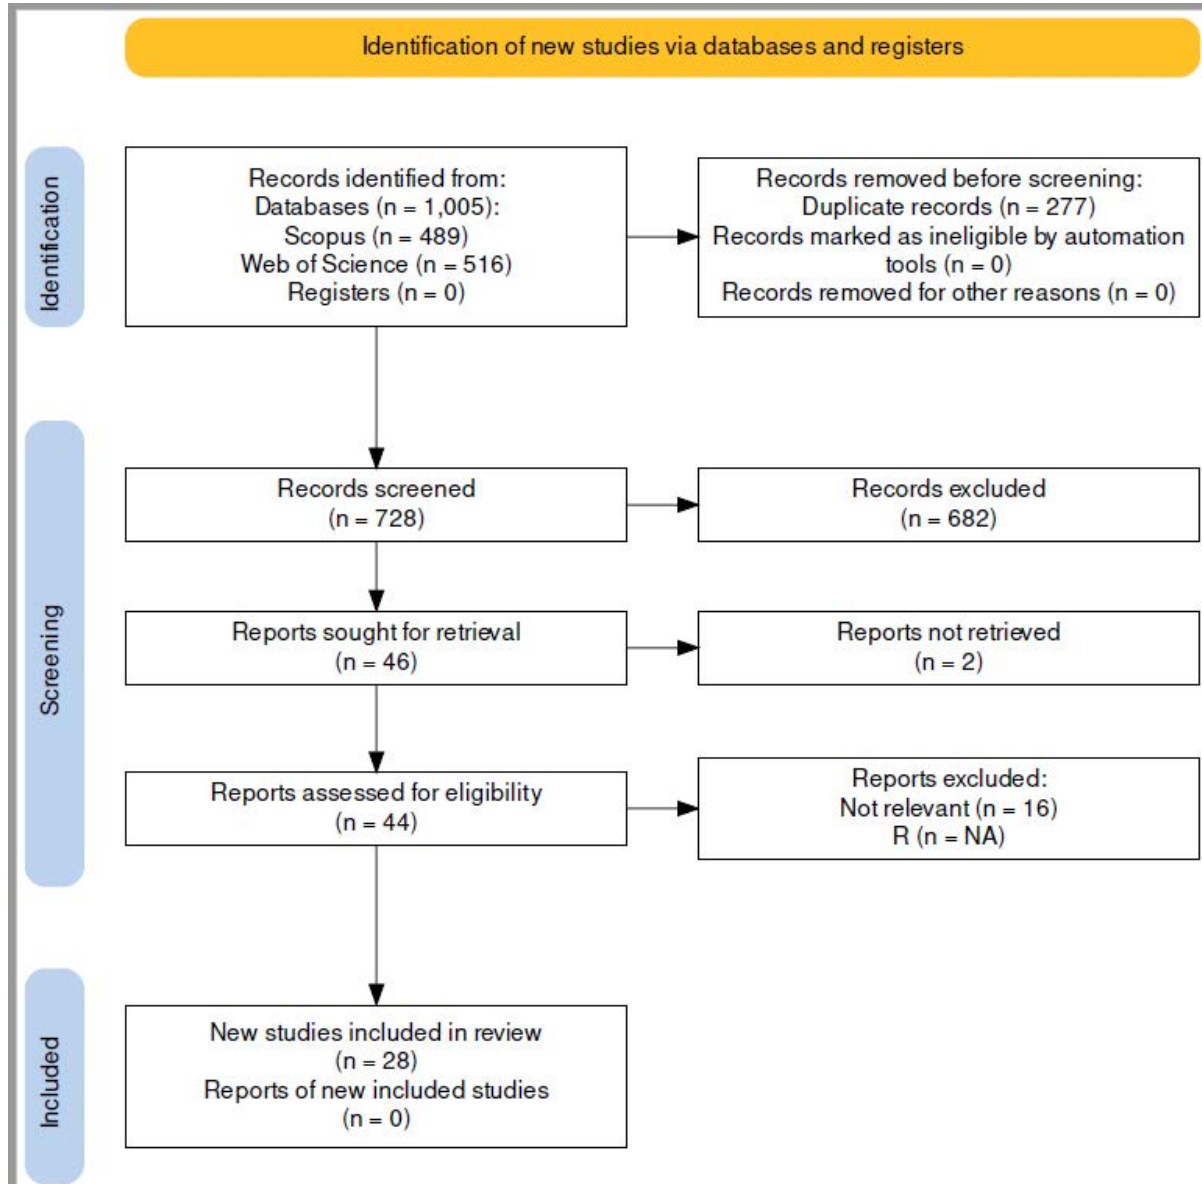 Identification of new studies via databases and registers
Identification
Records identified from:
Databases (n = 1,005):
Scopus (n = 489)
Web of Science (n = 516)
Registers (n = 0)
Records removed before screening:
Duplicate records (n = 277)
Records marked as ineligible by automation
tools (n = 0)
Records removed for other reasons (n = 0)
Screening
Records screened
(n = 728)
Records excluded
(n = 682)
Reports sought for retrieval
(n = 46)
Reports not retrieved
(n = 2)
Reports assessed for eligibility
(n = 44)
Reports excluded:
Not relevant (n = 16)
R (n = NA)
Included
New studies included in review
(n = 28)
Reports of new included studies
(n = 0)